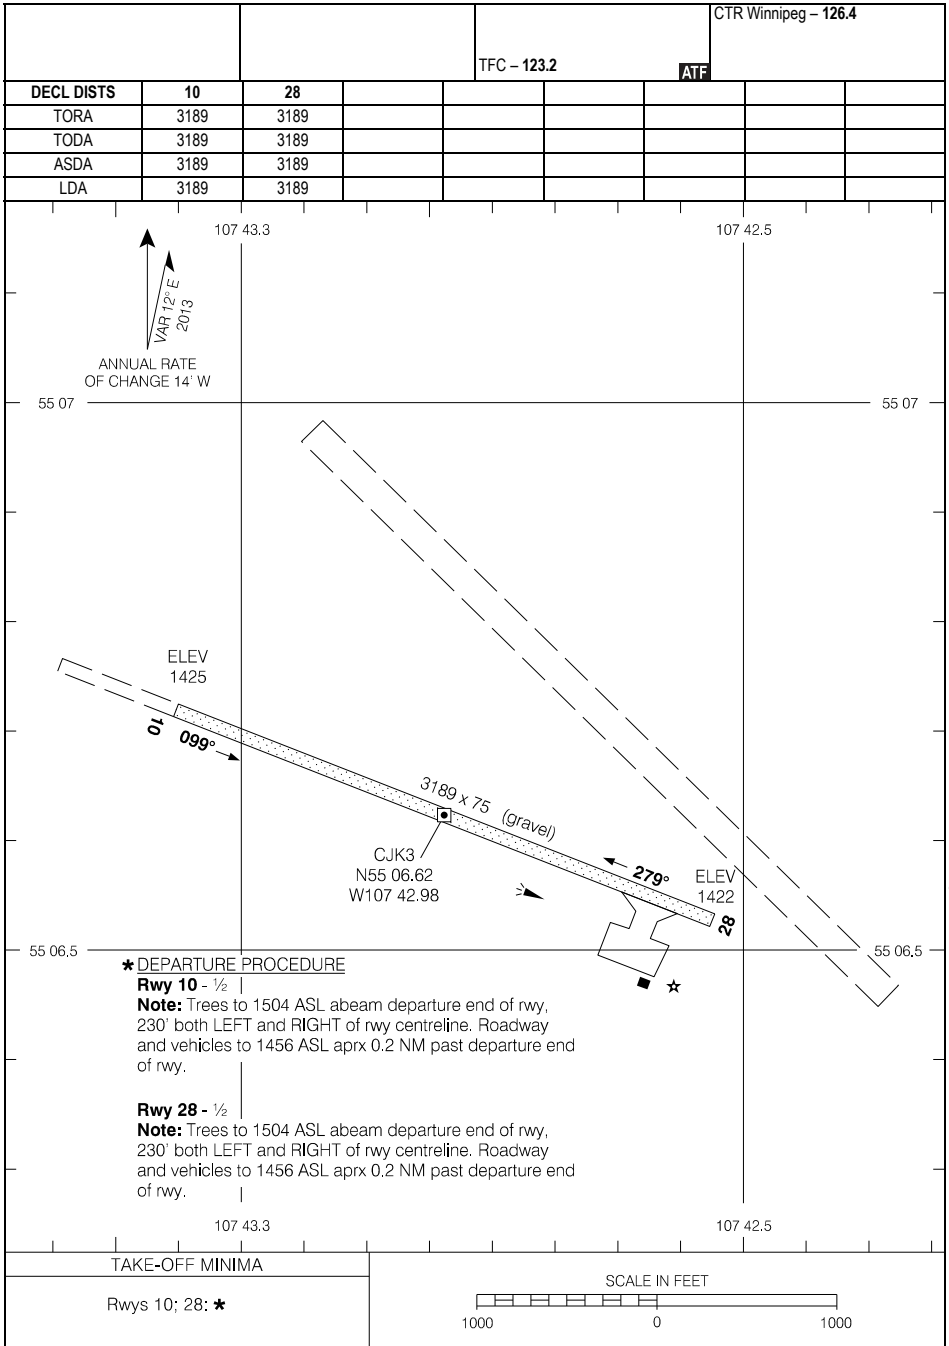 CTR Winnipeg – 126.4
TFC – 123.2
ATF
DECL DISTS 10 28
TORA 3189 3189
TODA 3189 3189
ASDA 3189 3189
LDA 3189 3189
107 43.3 107 42.5
VAR 12° E
2013
ANNUAL RATE
OF CHANGE 14' W
55 07 55 07
ELEV
1425
10
099°
3189 x 75 (gravel)
CJK3
N55 06.62
W107 42.98
279°
ELEV
1422
28
55 06.5 55 06.5
* DEPARTURE PROCEDURE
Rwy 10 - ½
Note: Trees to 1504 ASL abeam departure end of rwy,
230' both LEFT and RIGHT of rwy centreline. Roadway
and vehicles to 1456 ASL aprx 0.2 NM past departure end
of rwy.
Rwy 28 - ½
Note: Trees to 1504 ASL abeam departure end of rwy,
230' both LEFT and RIGHT of rwy centreline. Roadway
and vehicles to 1456 ASL aprx 0.2 NM past departure end
of rwy.
107 43.3 107 42.5
TAKE-OFF MINIMA
Rwys 10; 28: *
SCALE IN FEET
1000 0 1000